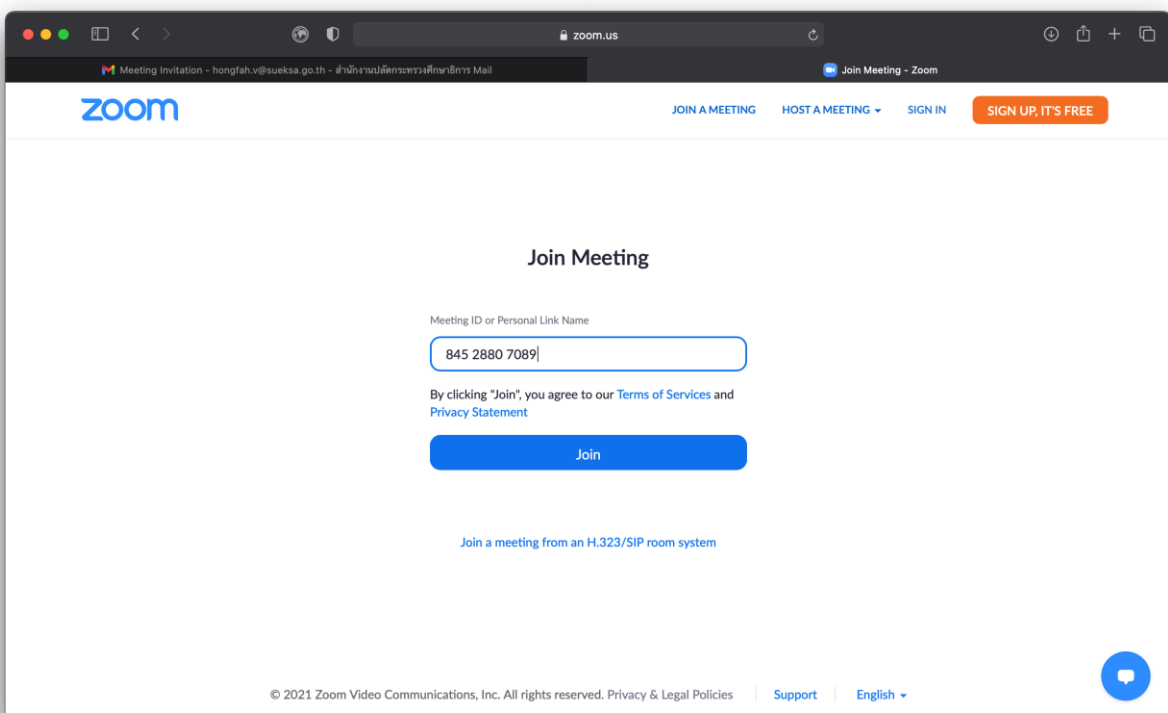 zoom.us
Meeting Invitation - hongfah.v@sueksa.go.th - สำนักงานปลัดกระทรวงศึกษาธิการ Mail
Join Meeting - Zoom
zoom
JOIN A MEETING
HOST A MEETING
SIGN IN
SIGN UP, IT'S FREE
Join Meeting
Meeting ID or Personal Link Name
845 2880 7089
By clicking "Join", you agree to our Terms of Services and
Privacy Statement
Join
Join a meeting from an H.323/SIP room system
© 2021 Zoom Video Communications, Inc. All rights reserved. Privacy & Legal Policies
Support
English